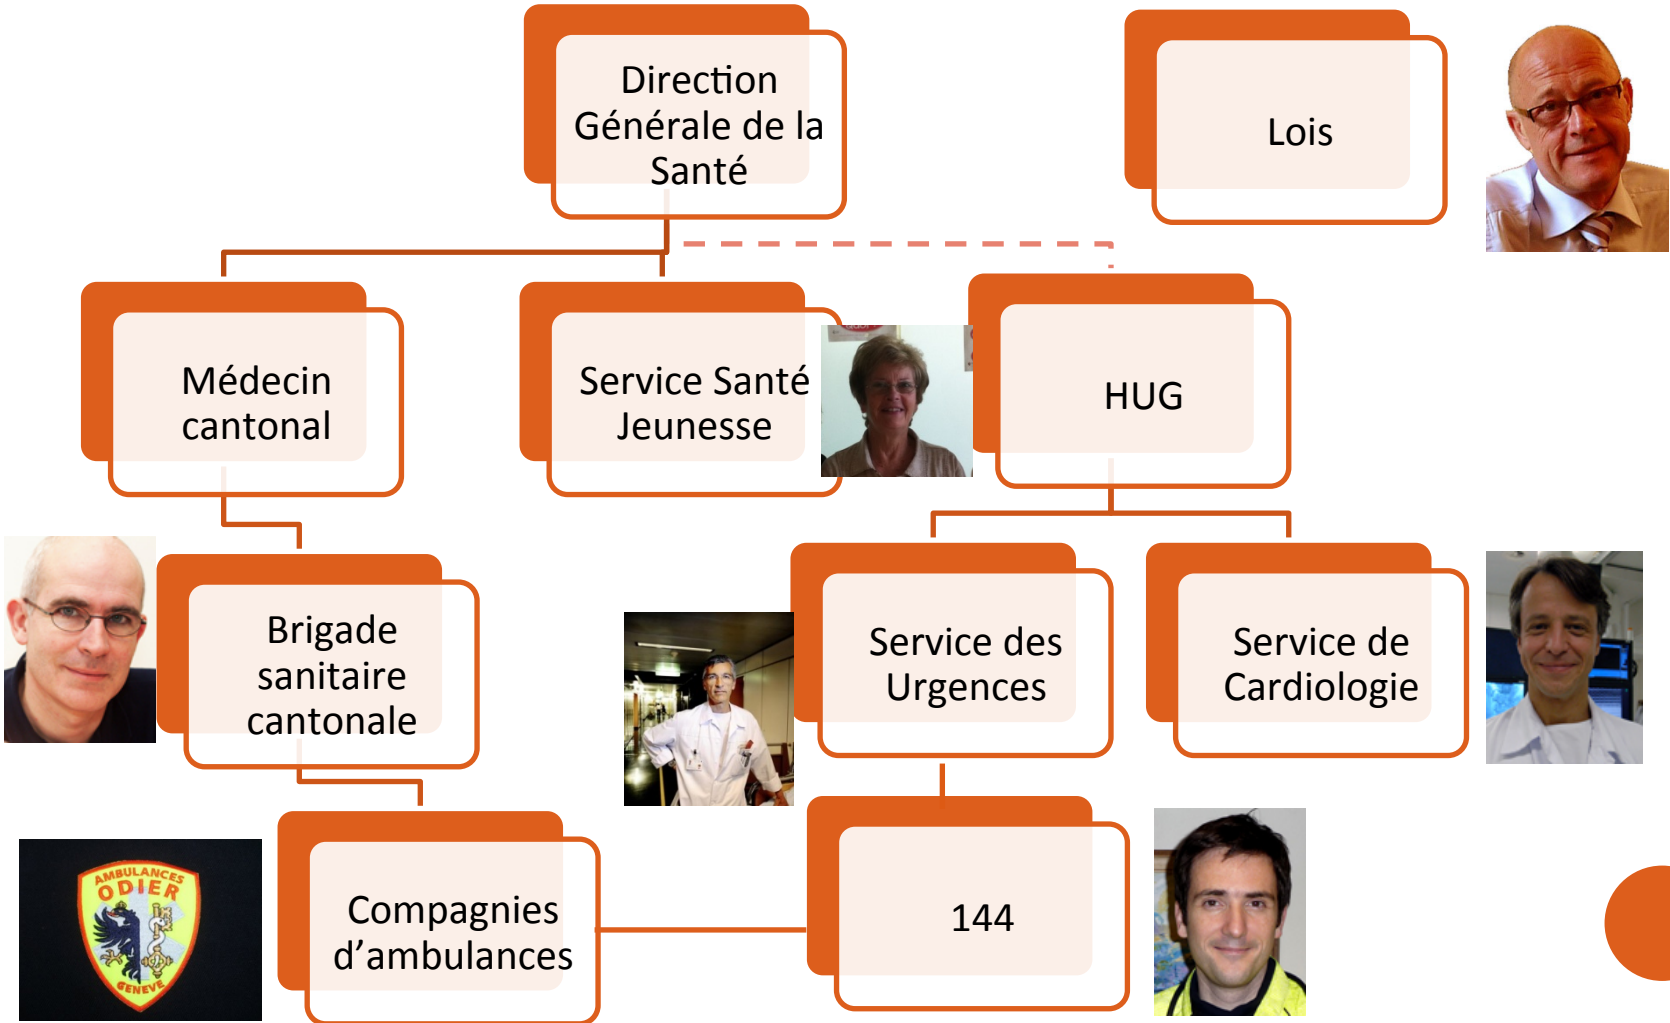 Direction
Générale de la
Santé
Lois
Médecin
cantonal
Service Santé
Jeunesse
HUG
Brigade
sanitaire
cantonale
Service des
Urgences
Service de
Cardiologie
AMBULANCES
ODIER
GENEVE
Compagnies
d’ambulances
144